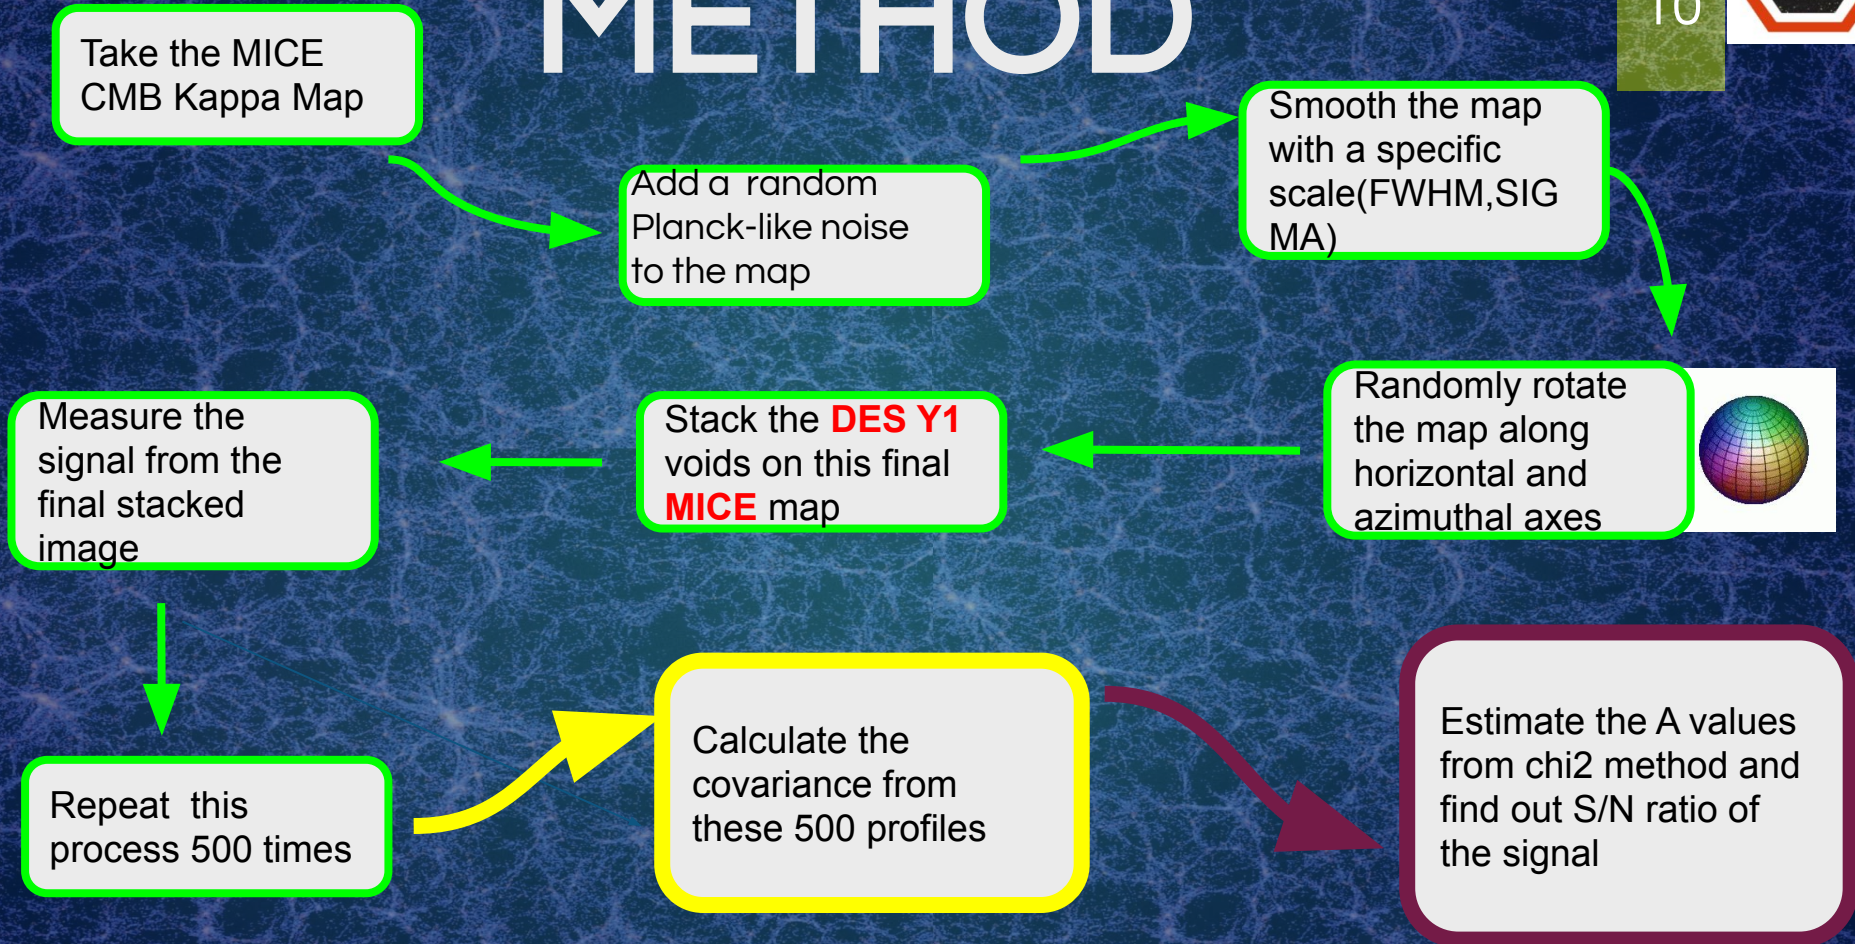 METHOD
10
Take the MICE
CMB Kappa Map
Add a  random
Planck-like noise
to the map
Smooth the map
with a specific
scale(FWHM,SIG
MA)
Randomly rotate
the map along
horizontal and
azimuthal axes
Stack the DES Y1
voids on this final
MICE map
Measure the
signal from the
final stacked
image
Repeat  this
process 500 times
Calculate the
covariance from
these 500 profiles
Estimate the A values
from chi2 method and
find out S/N ratio of
the signal